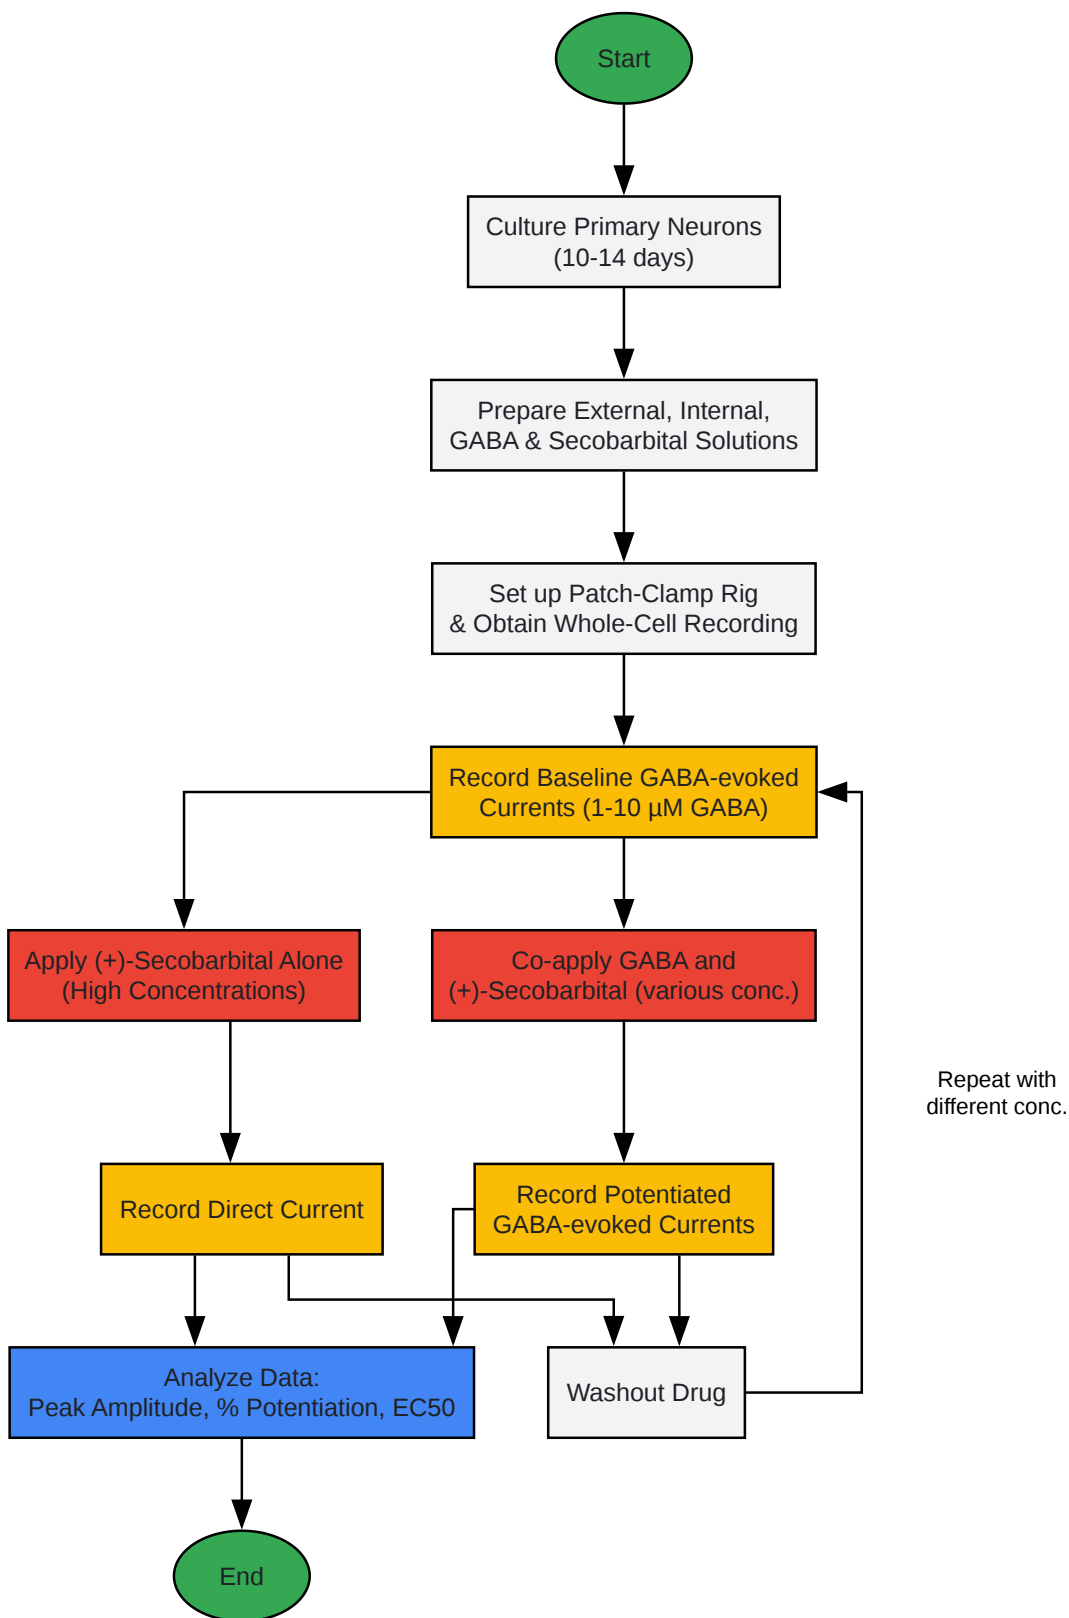 Start
Culture Primary Neurons
(10-14 days)
Prepare External, Internal,
GABA & Secobarbital Solutions
Set up Patch-Clamp Rig
& Obtain Whole-Cell Recording
Record Baseline GABA-evoked
Currents (1-10 µM GABA)
Apply (+)-Secobarbital Alone
(High Concentrations)
Co-apply GABA and
(+)-Secobarbital (various conc.)
Repeat with
different conc.
Record Direct Current
Record Potentiated
GABA-evoked Currents
Analyze Data:
Peak Amplitude, % Potentiation, EC50
Washout Drug
End